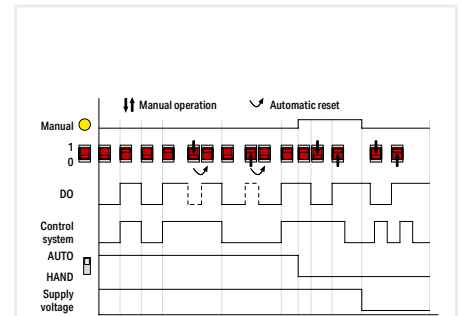 Manual operation Automatic reset
Manual
1
0
DO
Control
system
AUTO
HAND
Supply
voltage